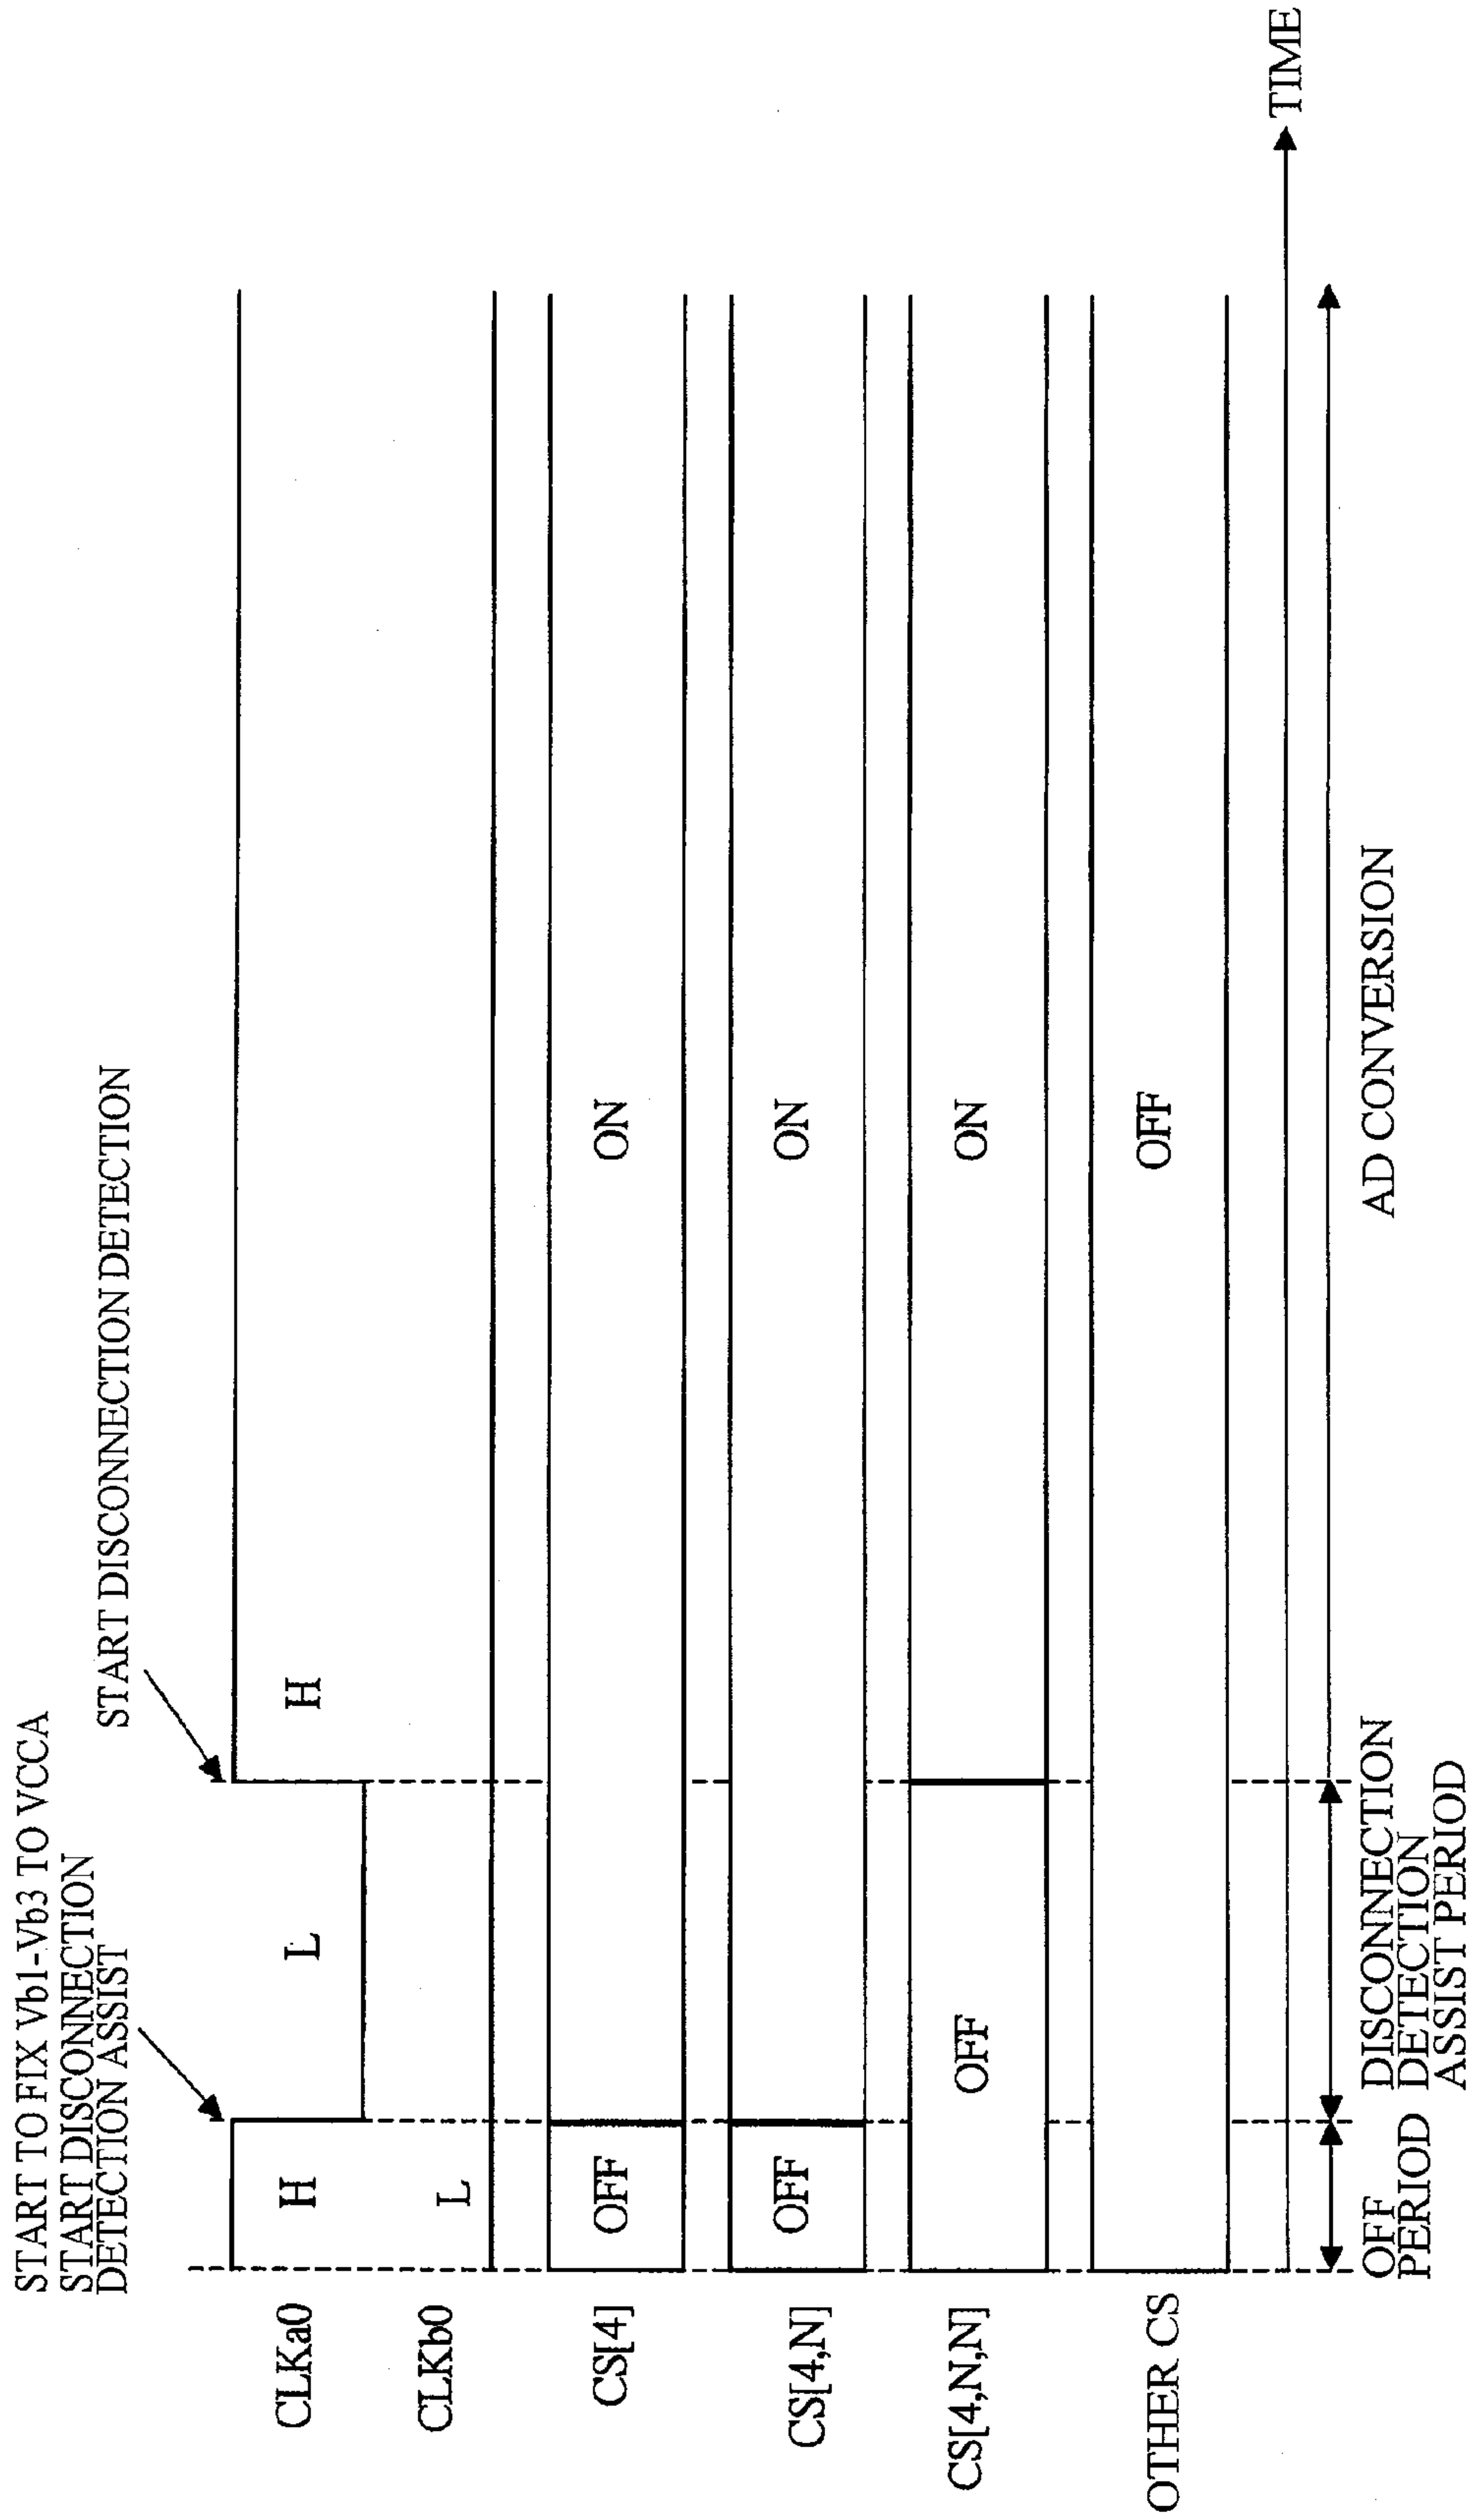 START TO FIX Vb1-Vb3 TO VCCA
START DISCONNECTION
DETECTION ASSIST
START DISCONNECTION DETECTION
CLKa0
H
L
H
CLKb0
L
CS[4]
OFF
ON
CS[4,N]
OFF
ON
CS[4,N,N]
OFF
ON
OTHER CS
OFF
TIME
OFF
PERIOD
DISCONNECTION
DETECTION
ASSIST PERIOD
AD CONVERSION